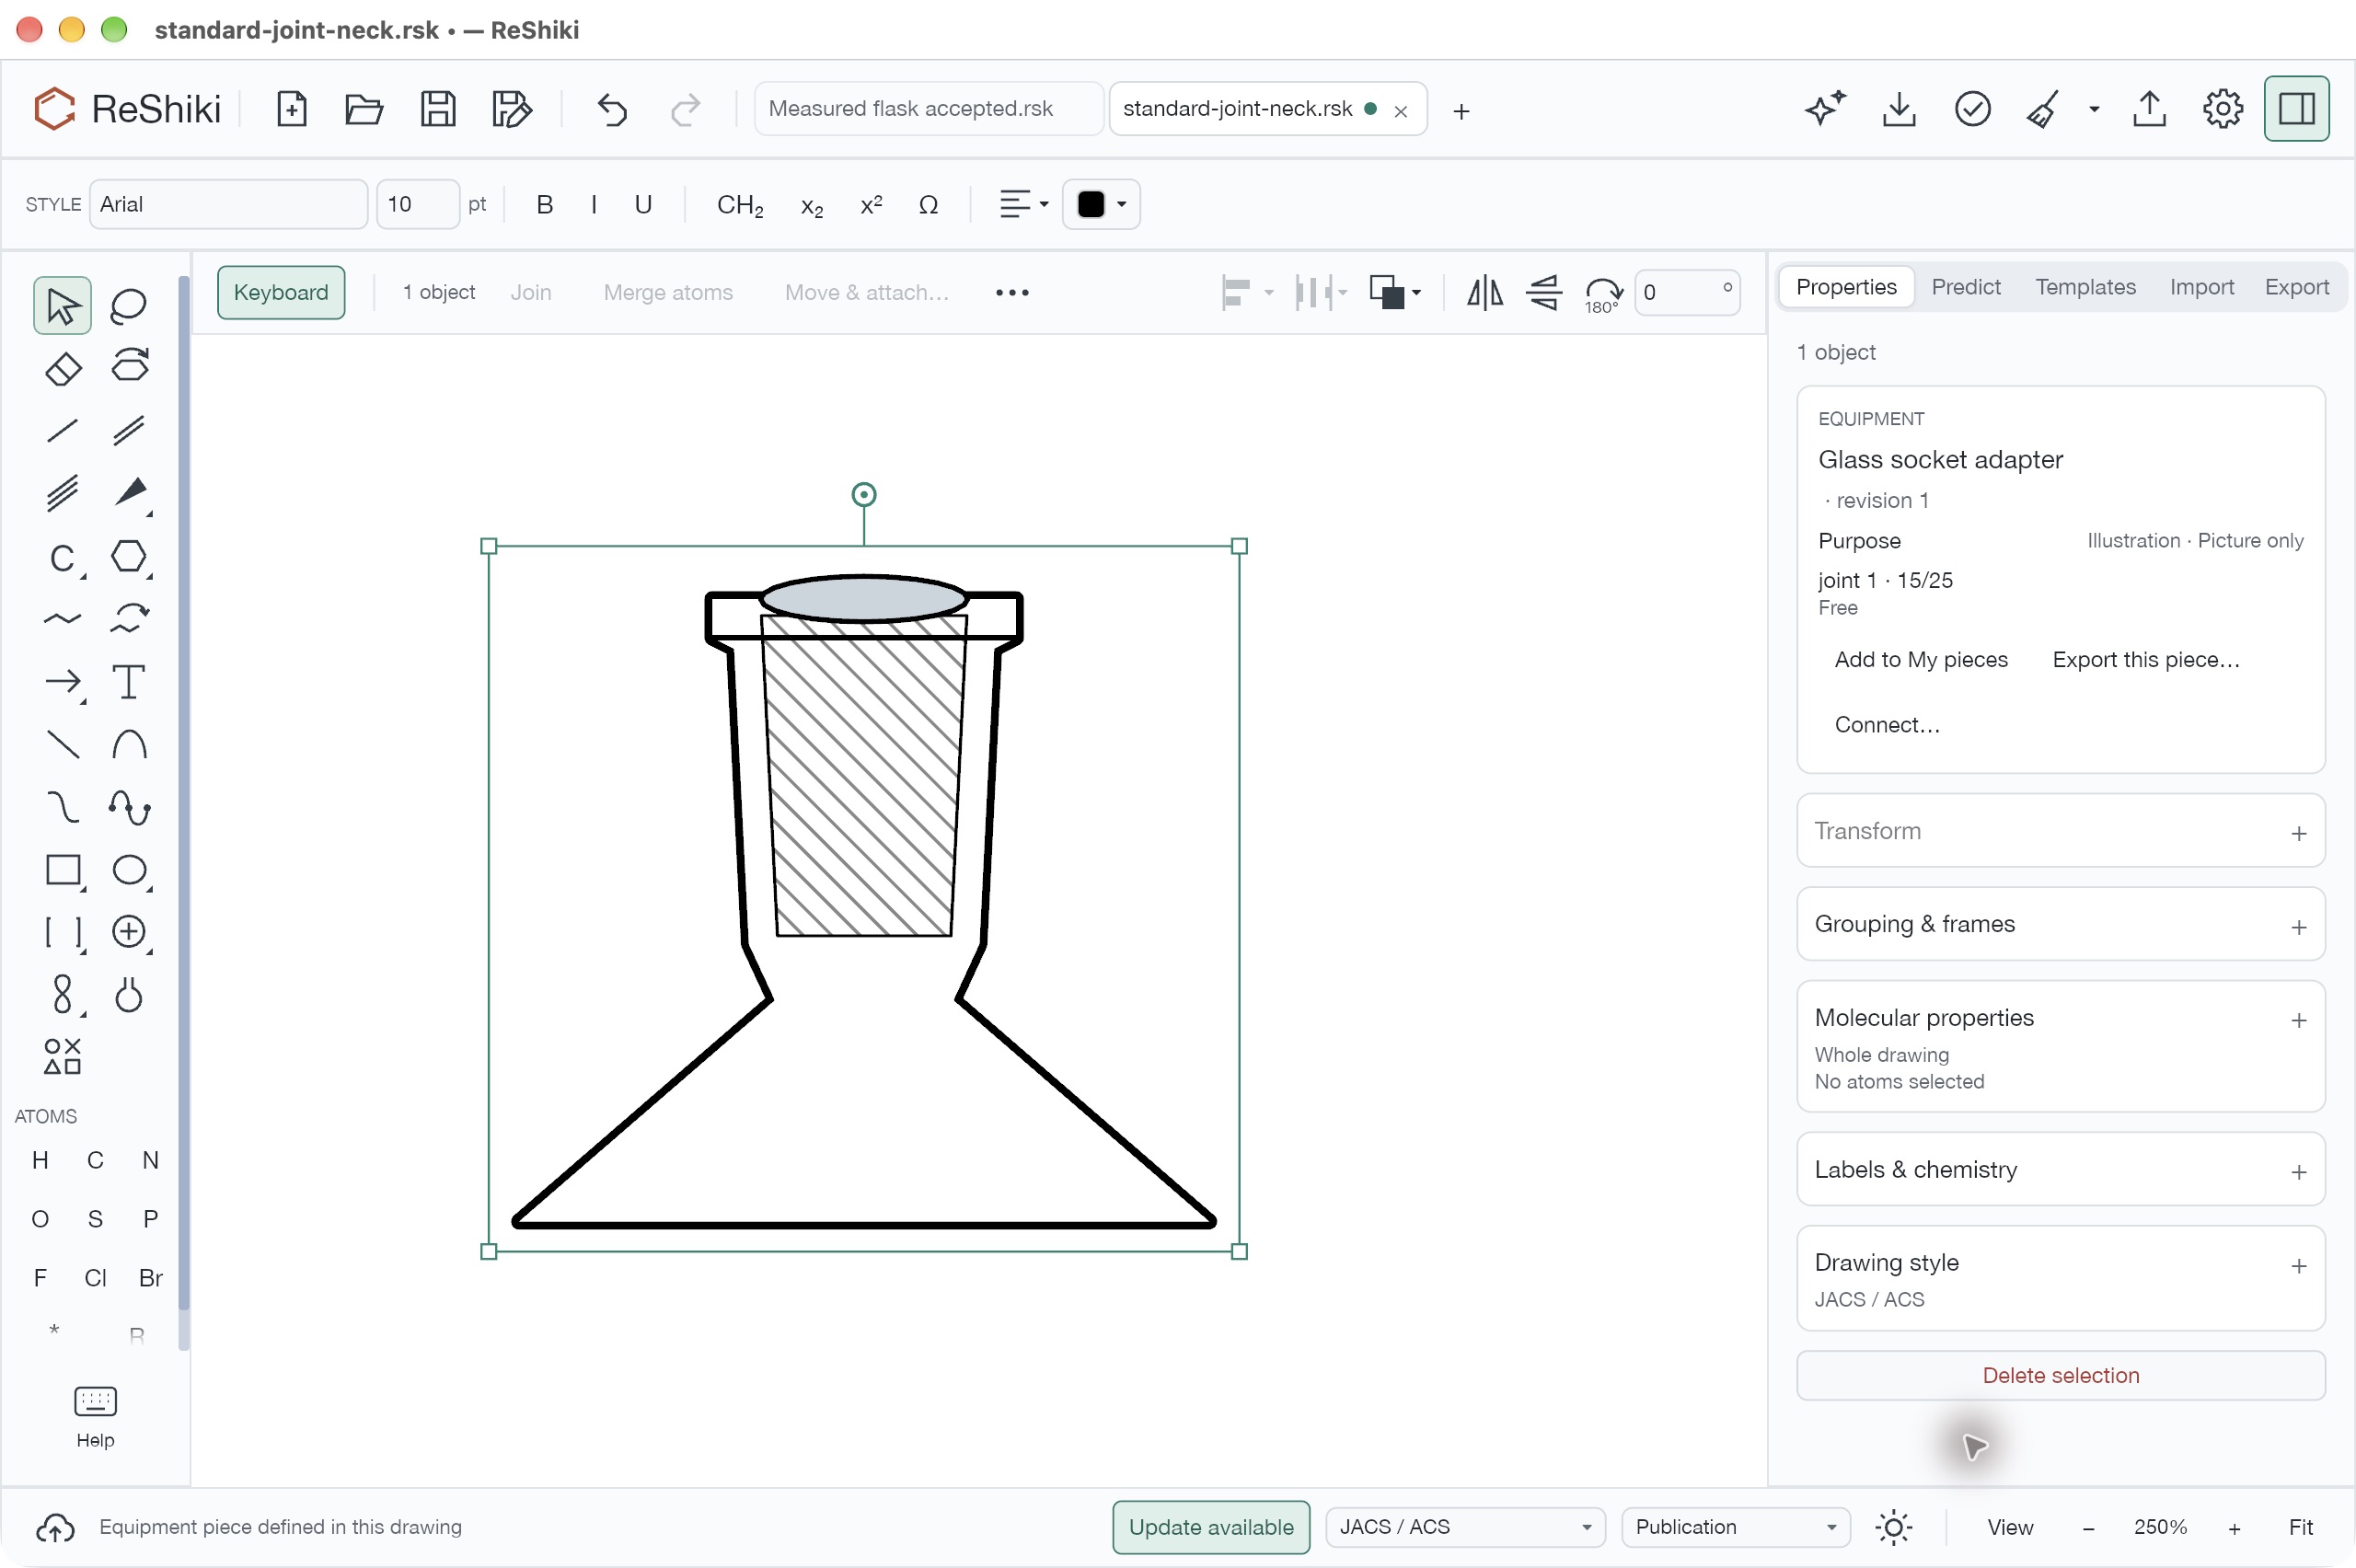 standard-joint-neck.rsk • — ReShiki
ReShiki
Measured flask accepted.rsk
standard-joint-neck.rsk
STYLE Arial 10 pt B I U CH₂ x₂ x² Ω
Keyboard 1 object Join Merge atoms Move & attach... 180° 0 °
Properties Predict Templates Import Export
1 object
EQUIPMENT
Glass socket adapter
· revision 1
Purpose Illustration · Picture only
joint 1 · 15/25
Free
Add to My pieces Export this piece...
Connect...
Transform +
Grouping & frames +
Molecular properties +
Whole drawing
No atoms selected
Labels & chemistry +
Drawing style +
JACS / ACS
Delete selection
C
T
ATOMS
H C N
O S P
F Cl Br
* R
Help
Equipment piece defined in this drawing
Update available JACS / ACS Publication View – 250% + Fit